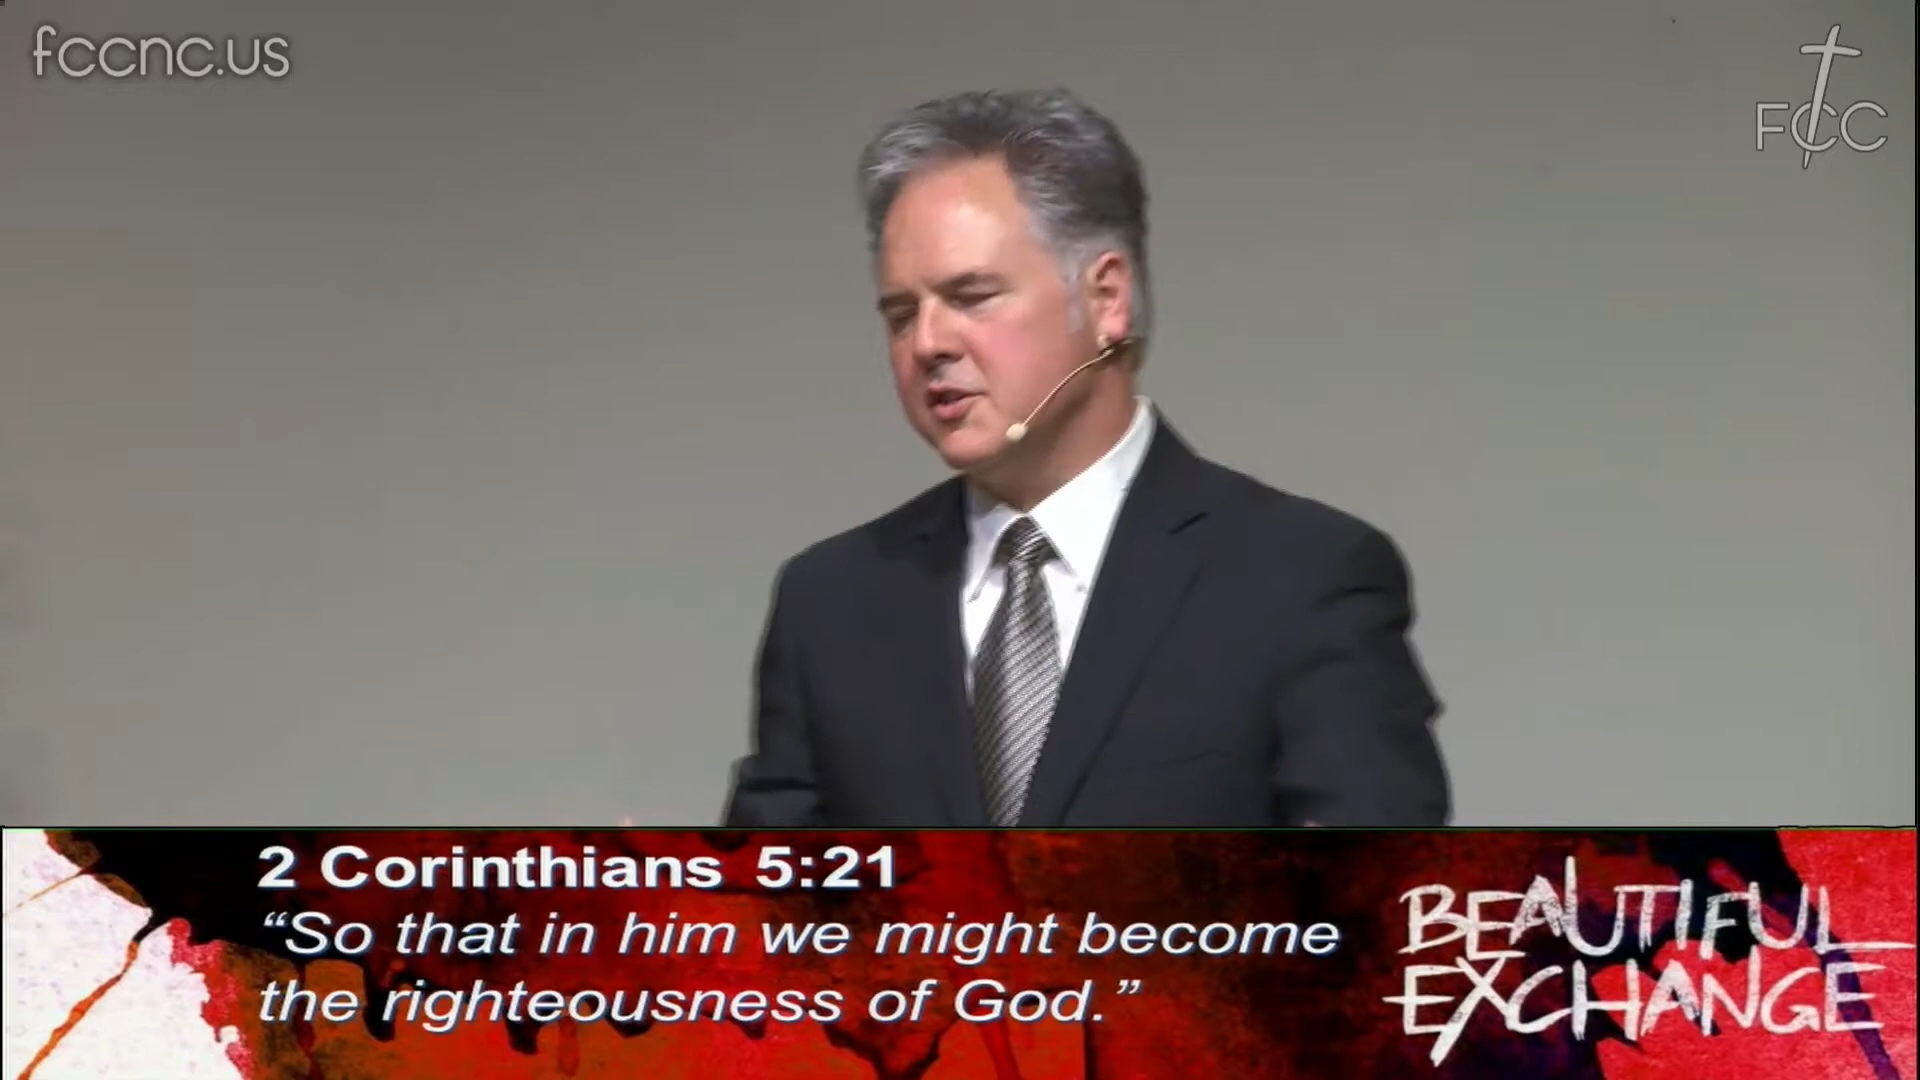 fccnc.us
FCC
2 Corinthians 5:21
“So that in him we might become
the righteousness of God.”
BEAUTIFUL
EXCHANGE